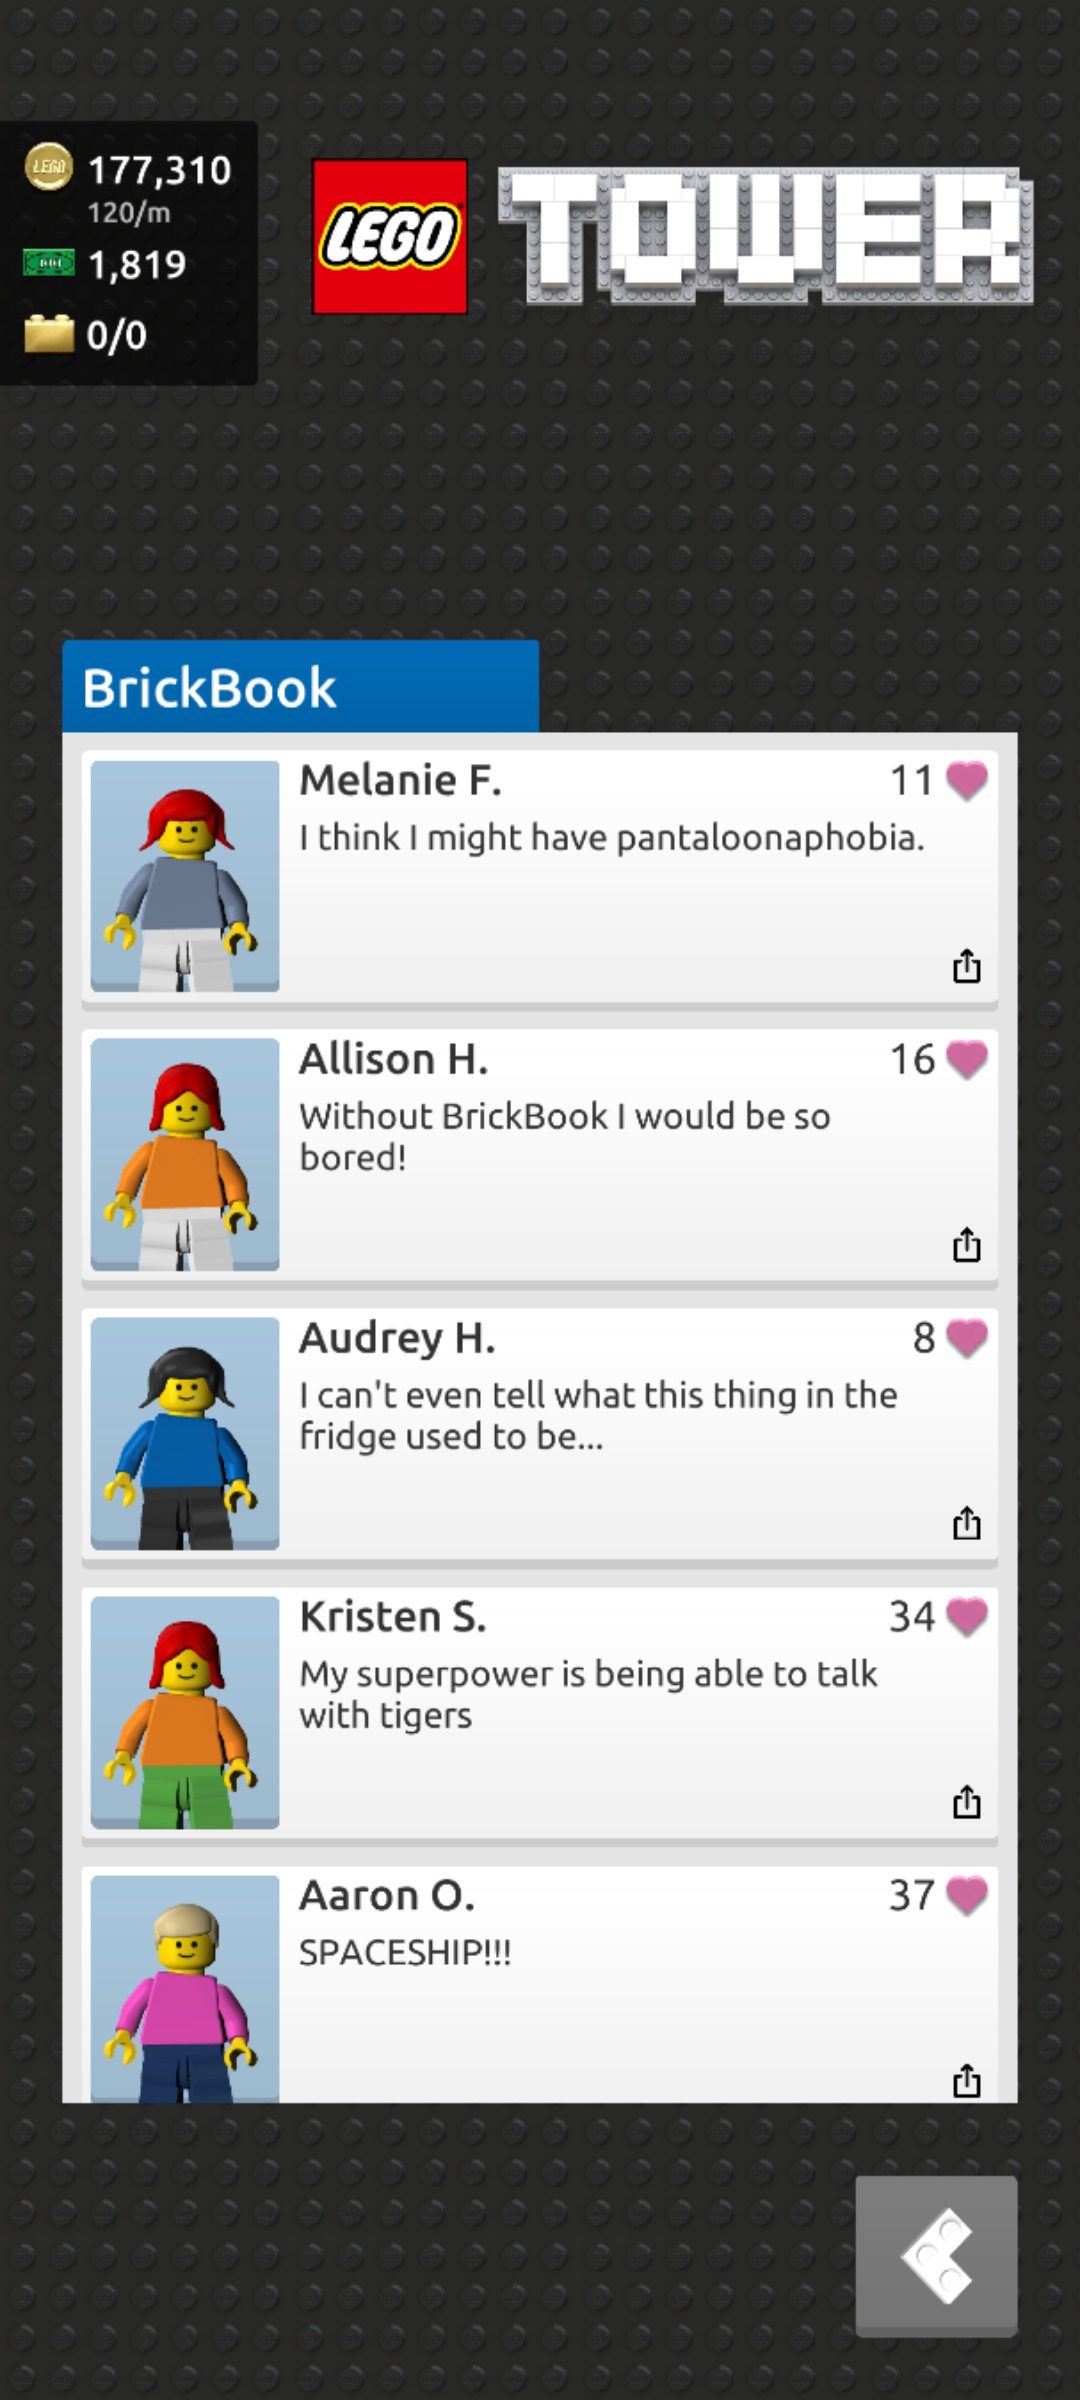 LEGO
177,310
120/m
1,819
0/0
LEGO TOWER
BrickBook
Melanie F. 11
I think I might have pantaloonaphobia.
Allison H. 16
Without BrickBook I would be so
bored!
Audrey H. 8
I can't even tell what this thing in the
fridge used to be...
Kristen S. 34
My superpower is being able to talk
with tigers
Aaron O. 37
SPACESHIP!!!